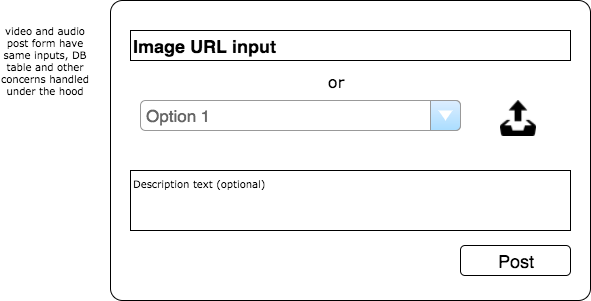 video and audio
post form have
same inputs, DB
table and other
concerns handled
under the hood
Image URL input
or
Option 1
Description text (optional)
Post